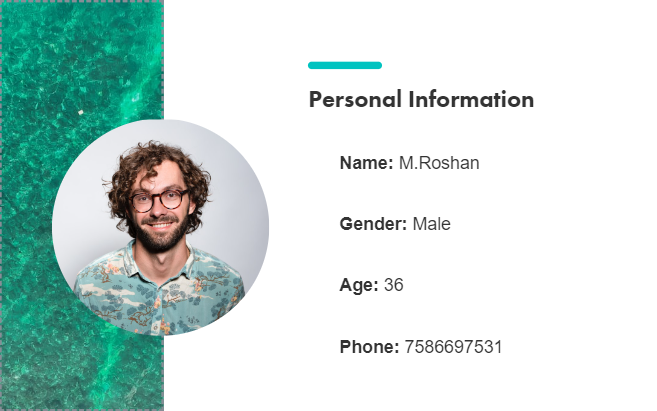 Personal Information
Name: M.Roshan
Gender: Male
Age: 36
Phone: 7586697531